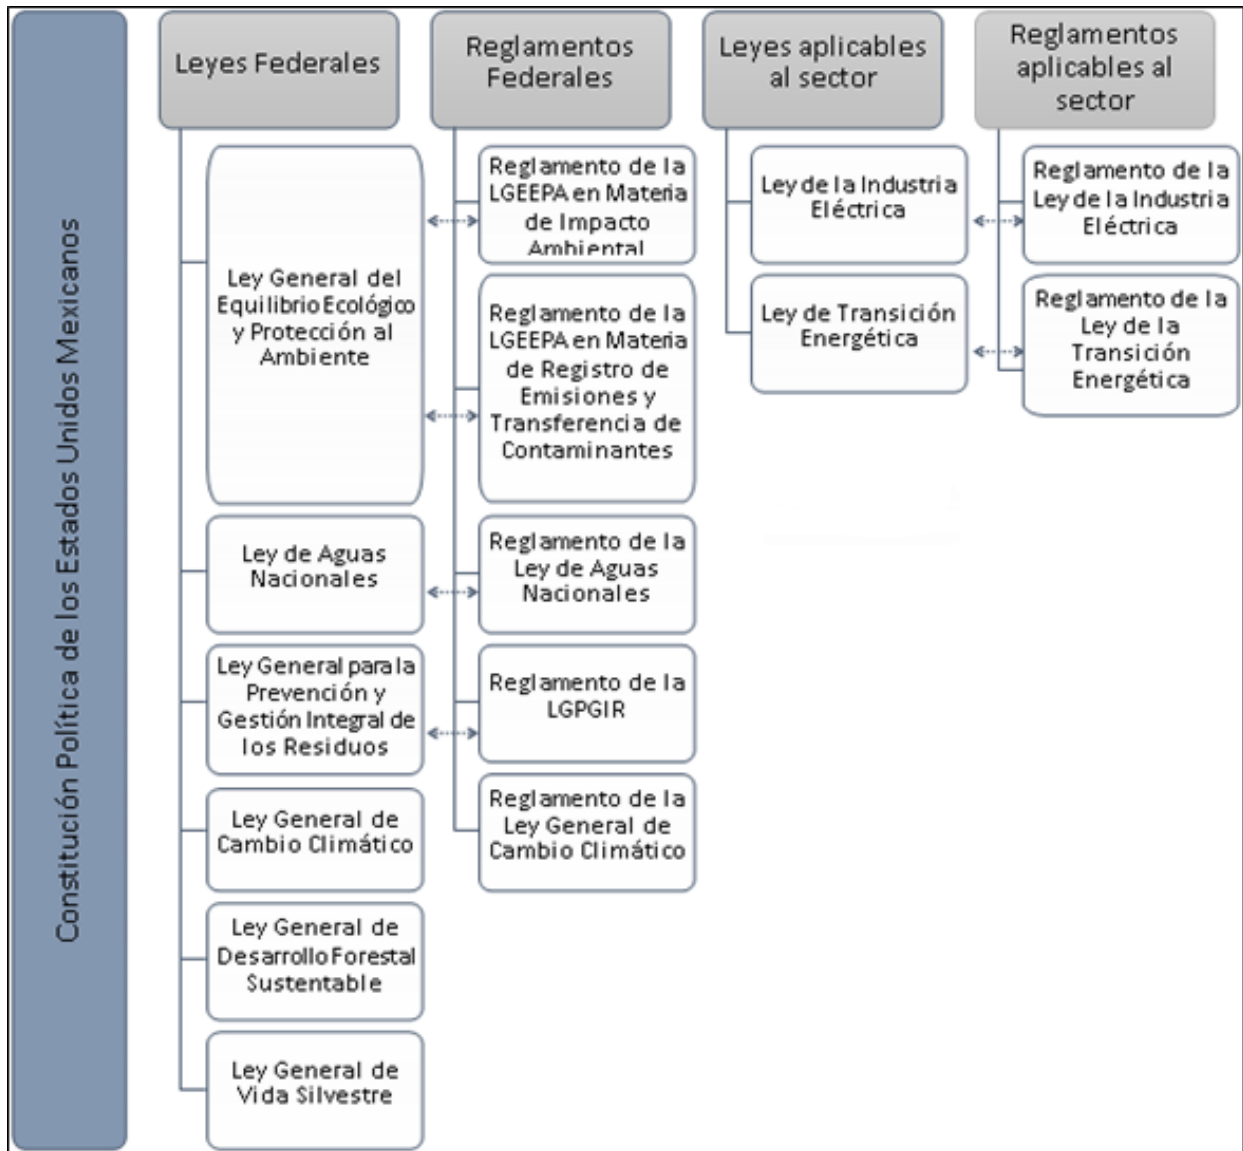 Constitución Política de los Estados Unidos Mexicanos
Leyes Federales
Ley General del
Equilibrio Ecológico
y Protección al
Ambiente
Ley de Aguas
Nacionales
Ley General para la
Prevención y
Gestión Integral de
los Residuos
Ley General de
Cambio Climático
Ley General de
Desarrollo Forestal
Sustentable
Ley General de
Vida Silvestre
Reglamentos
Federales
Reglamento de la
LGEEPA en Materia
de Impacto
Ambiental
Reglamento de la
LGEEPA en Materia
de Registro de
Emisiones y
Transferencia de
Contaminantes
Reglamento de la
Ley de Aguas
Nacionales
Reglamento de la
LGPGIR
Reglamento de la
Ley General de
Cambio Climático
Leyes aplicables
al sector
Ley de la Industria
Eléctrica
Ley de Transición
Energética
Reglamentos
aplicables al
sector
Reglamento de la
Ley de la Industria
Eléctrica
Reglamento de la
Ley de la
Transición
Energética